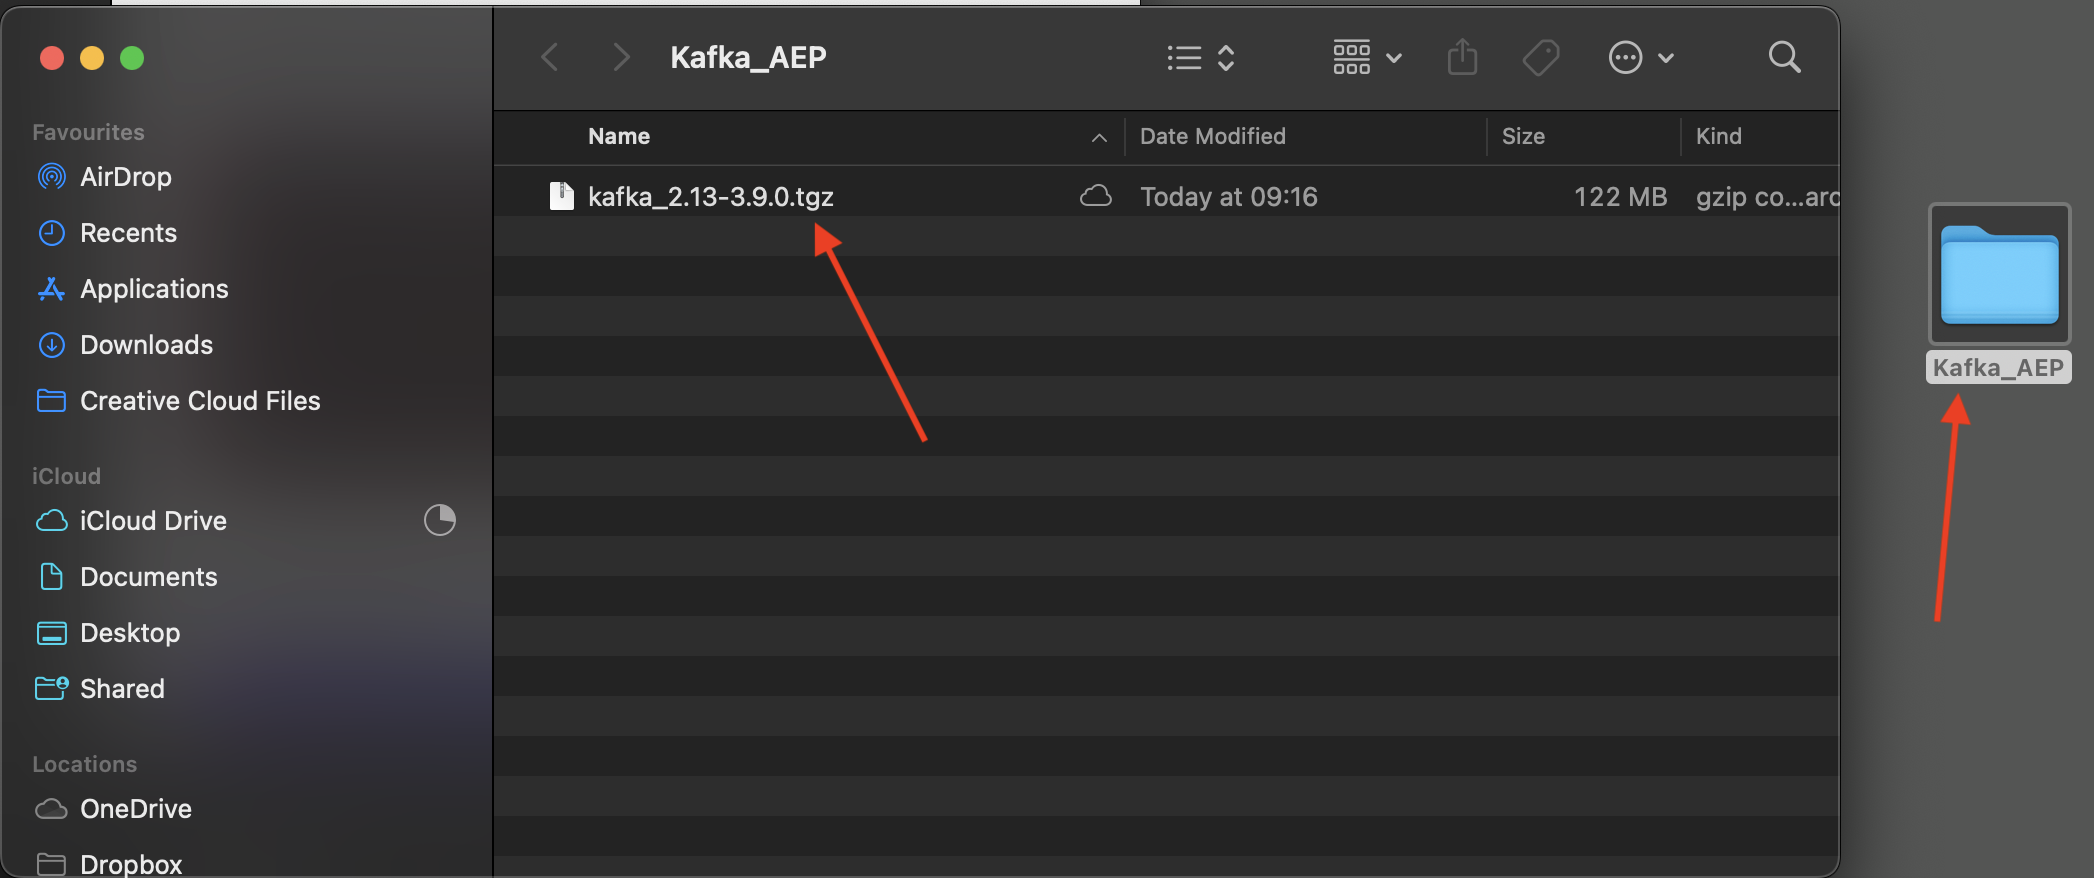 Kafka_AEP
Favourites
AirDrop
Recents
Applications
Downloads
Creative Cloud Files
iCloud
iCloud Drive
Documents
Desktop
Shared
Locations
OneDrive
Dropbox
Name Date Modified Size Kind
kafka_2.13-3.9.0.tgz Today at 09:16 122 MB gzip co...arc
Kafka_AEP